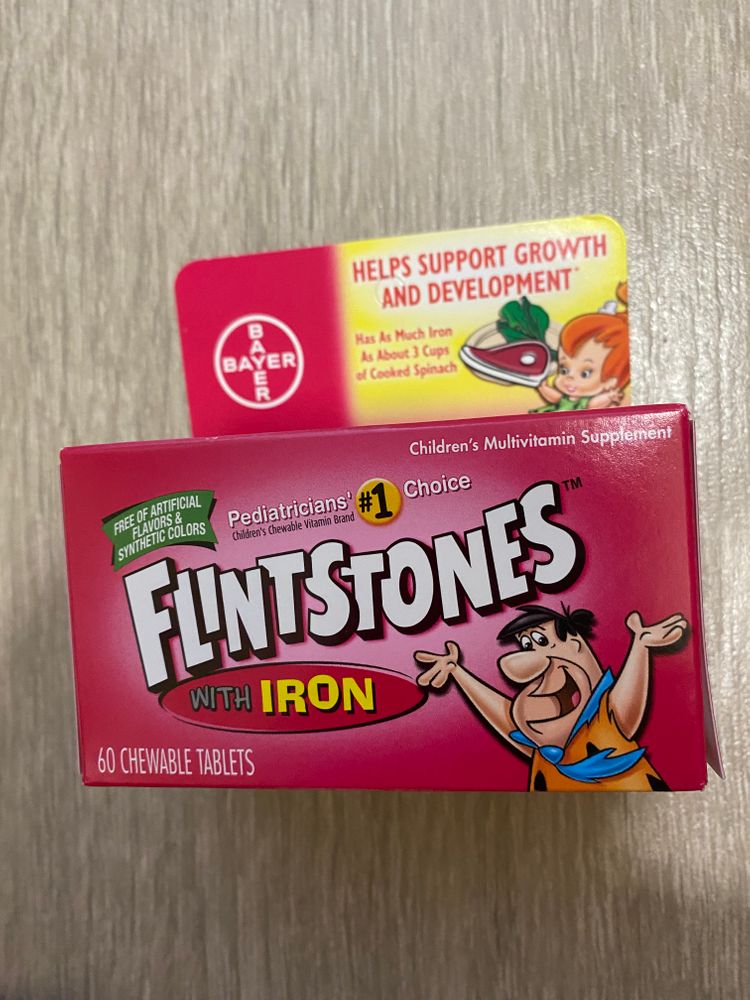 HELPS SUPPORT GROWTH
AND DEVELOPMENT*
Has As Much Iron
As About 3 Cups
of Cooked Spinach
BAYER
BAYER
Children's Multivitamin Supplement
FREE OF ARTIFICIAL
FLAVORS &
SYNTHETIC COLORS
Pediatricians' #1 Choice
Children's Chewable Vitamin Brand
FLINTSTONES™
WITH IRON
60 CHEWABLE TABLETS